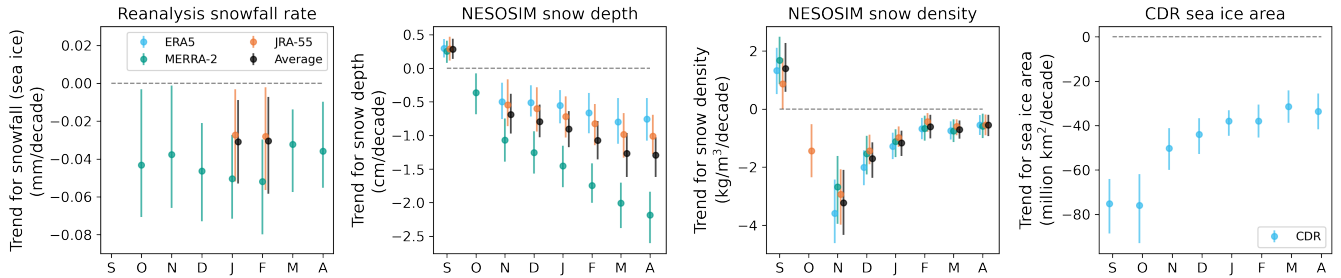 Reanalysis snowfall rate
Trend for snowfall (sea ice)
(mm/decade)
0.02
0.00
−0.02
−0.04
−0.06
−0.08
ERA5
MERRA-2
JRA-55
Average
S O N D J F M A
NESOSIM snow depth
Trend for snow depth
(cm/decade)
0.5
0.0
−0.5
−1.0
−1.5
−2.0
−2.5
S O N D J F M A
NESOSIM snow density
Trend for snow density
(kg/m³/decade)
2
0
−2
−4
S O N D J F M A
CDR sea ice area
Trend for sea ice area
(million km²/decade)
0
−20
−40
−60
−80
CDR
S O N D J F M A